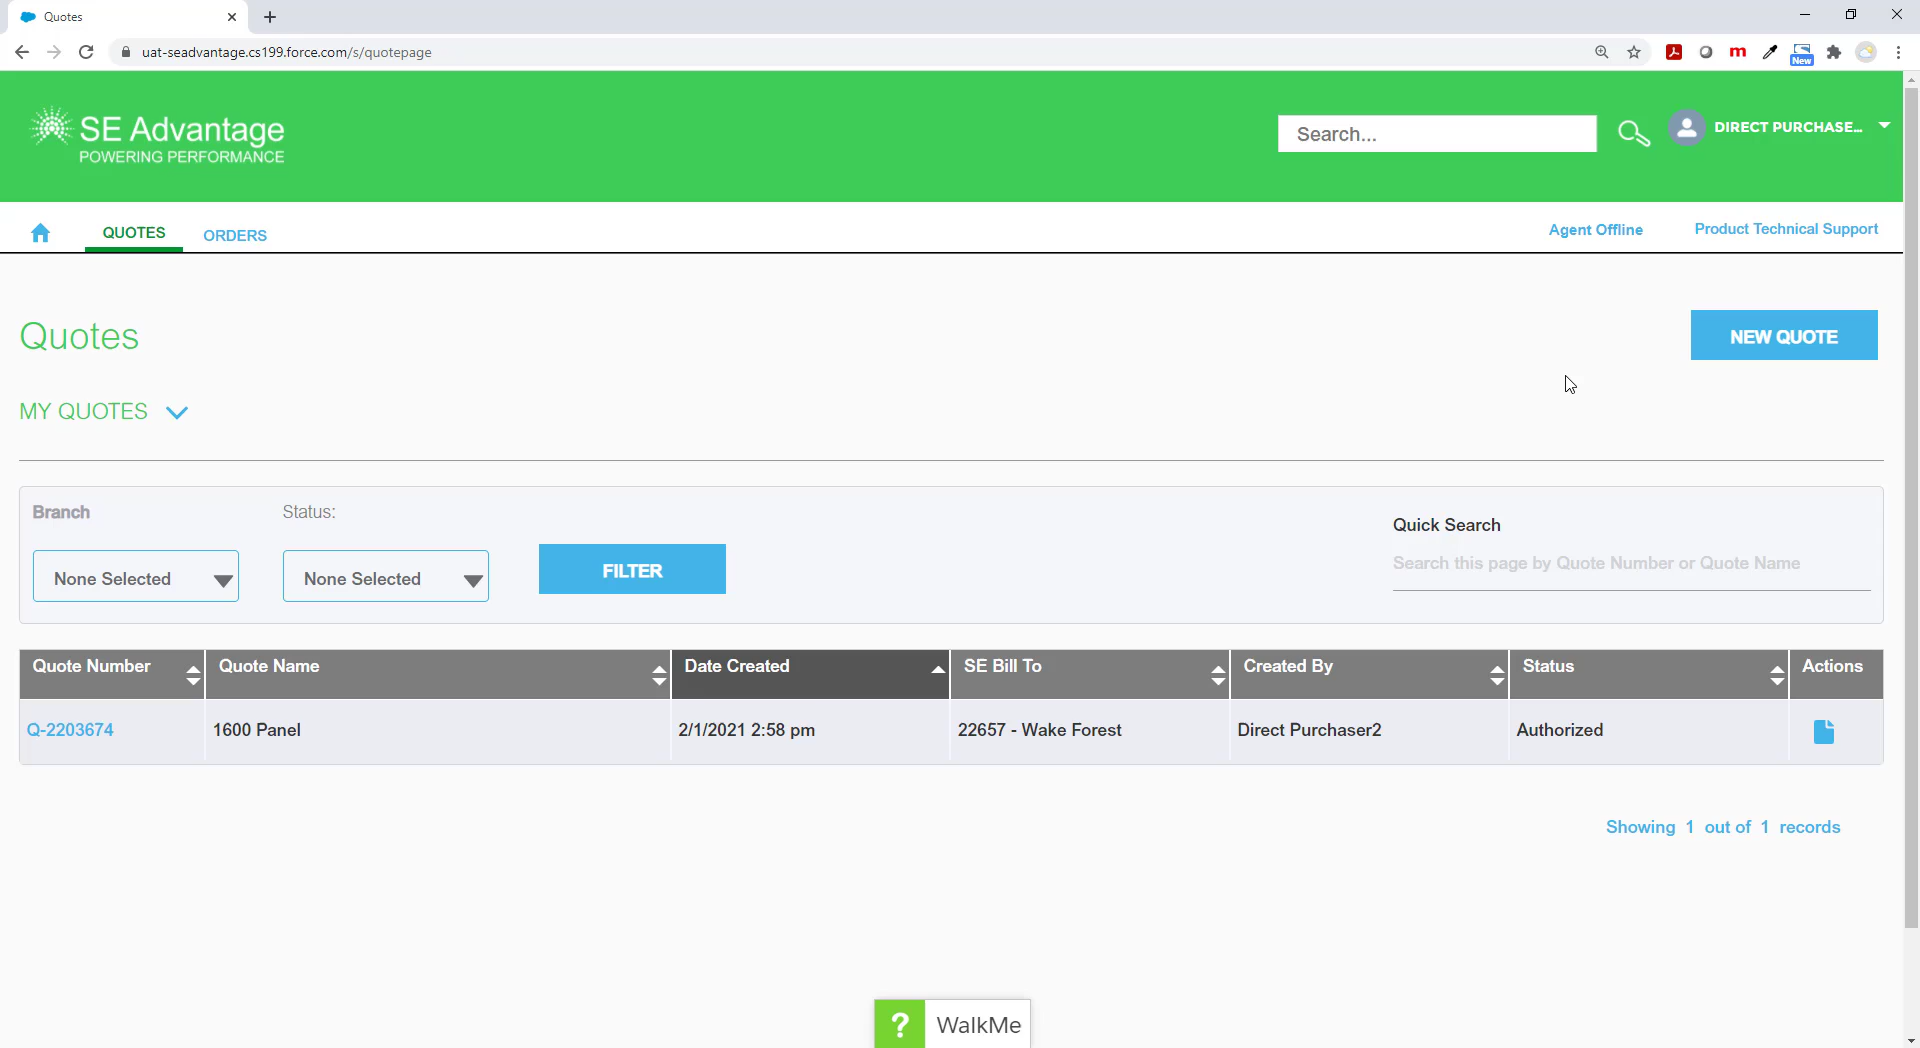 Quotes
uat-seadvantage.cs199.force.com/s/quotepage
m
New
SE Advantage
POWERING PERFORMANCE
Search...
DIRECT PURCHASE...
QUOTES
ORDERS
Agent Offline
Product Technical Support
Quotes
NEW QUOTE
MY QUOTES
Branch
Status:
Quick Search
None Selected
None Selected
FILTER
Search this page by Quote Number or Quote Name
Quote Number
Quote Name
Date Created
SE Bill To
Created By
Status
Actions
Q-2203674
1600 Panel
2/1/2021 2:58 pm
22657 - Wake Forest
Direct Purchaser2
Authorized
Showing 1 out of 1 records
? WalkMe